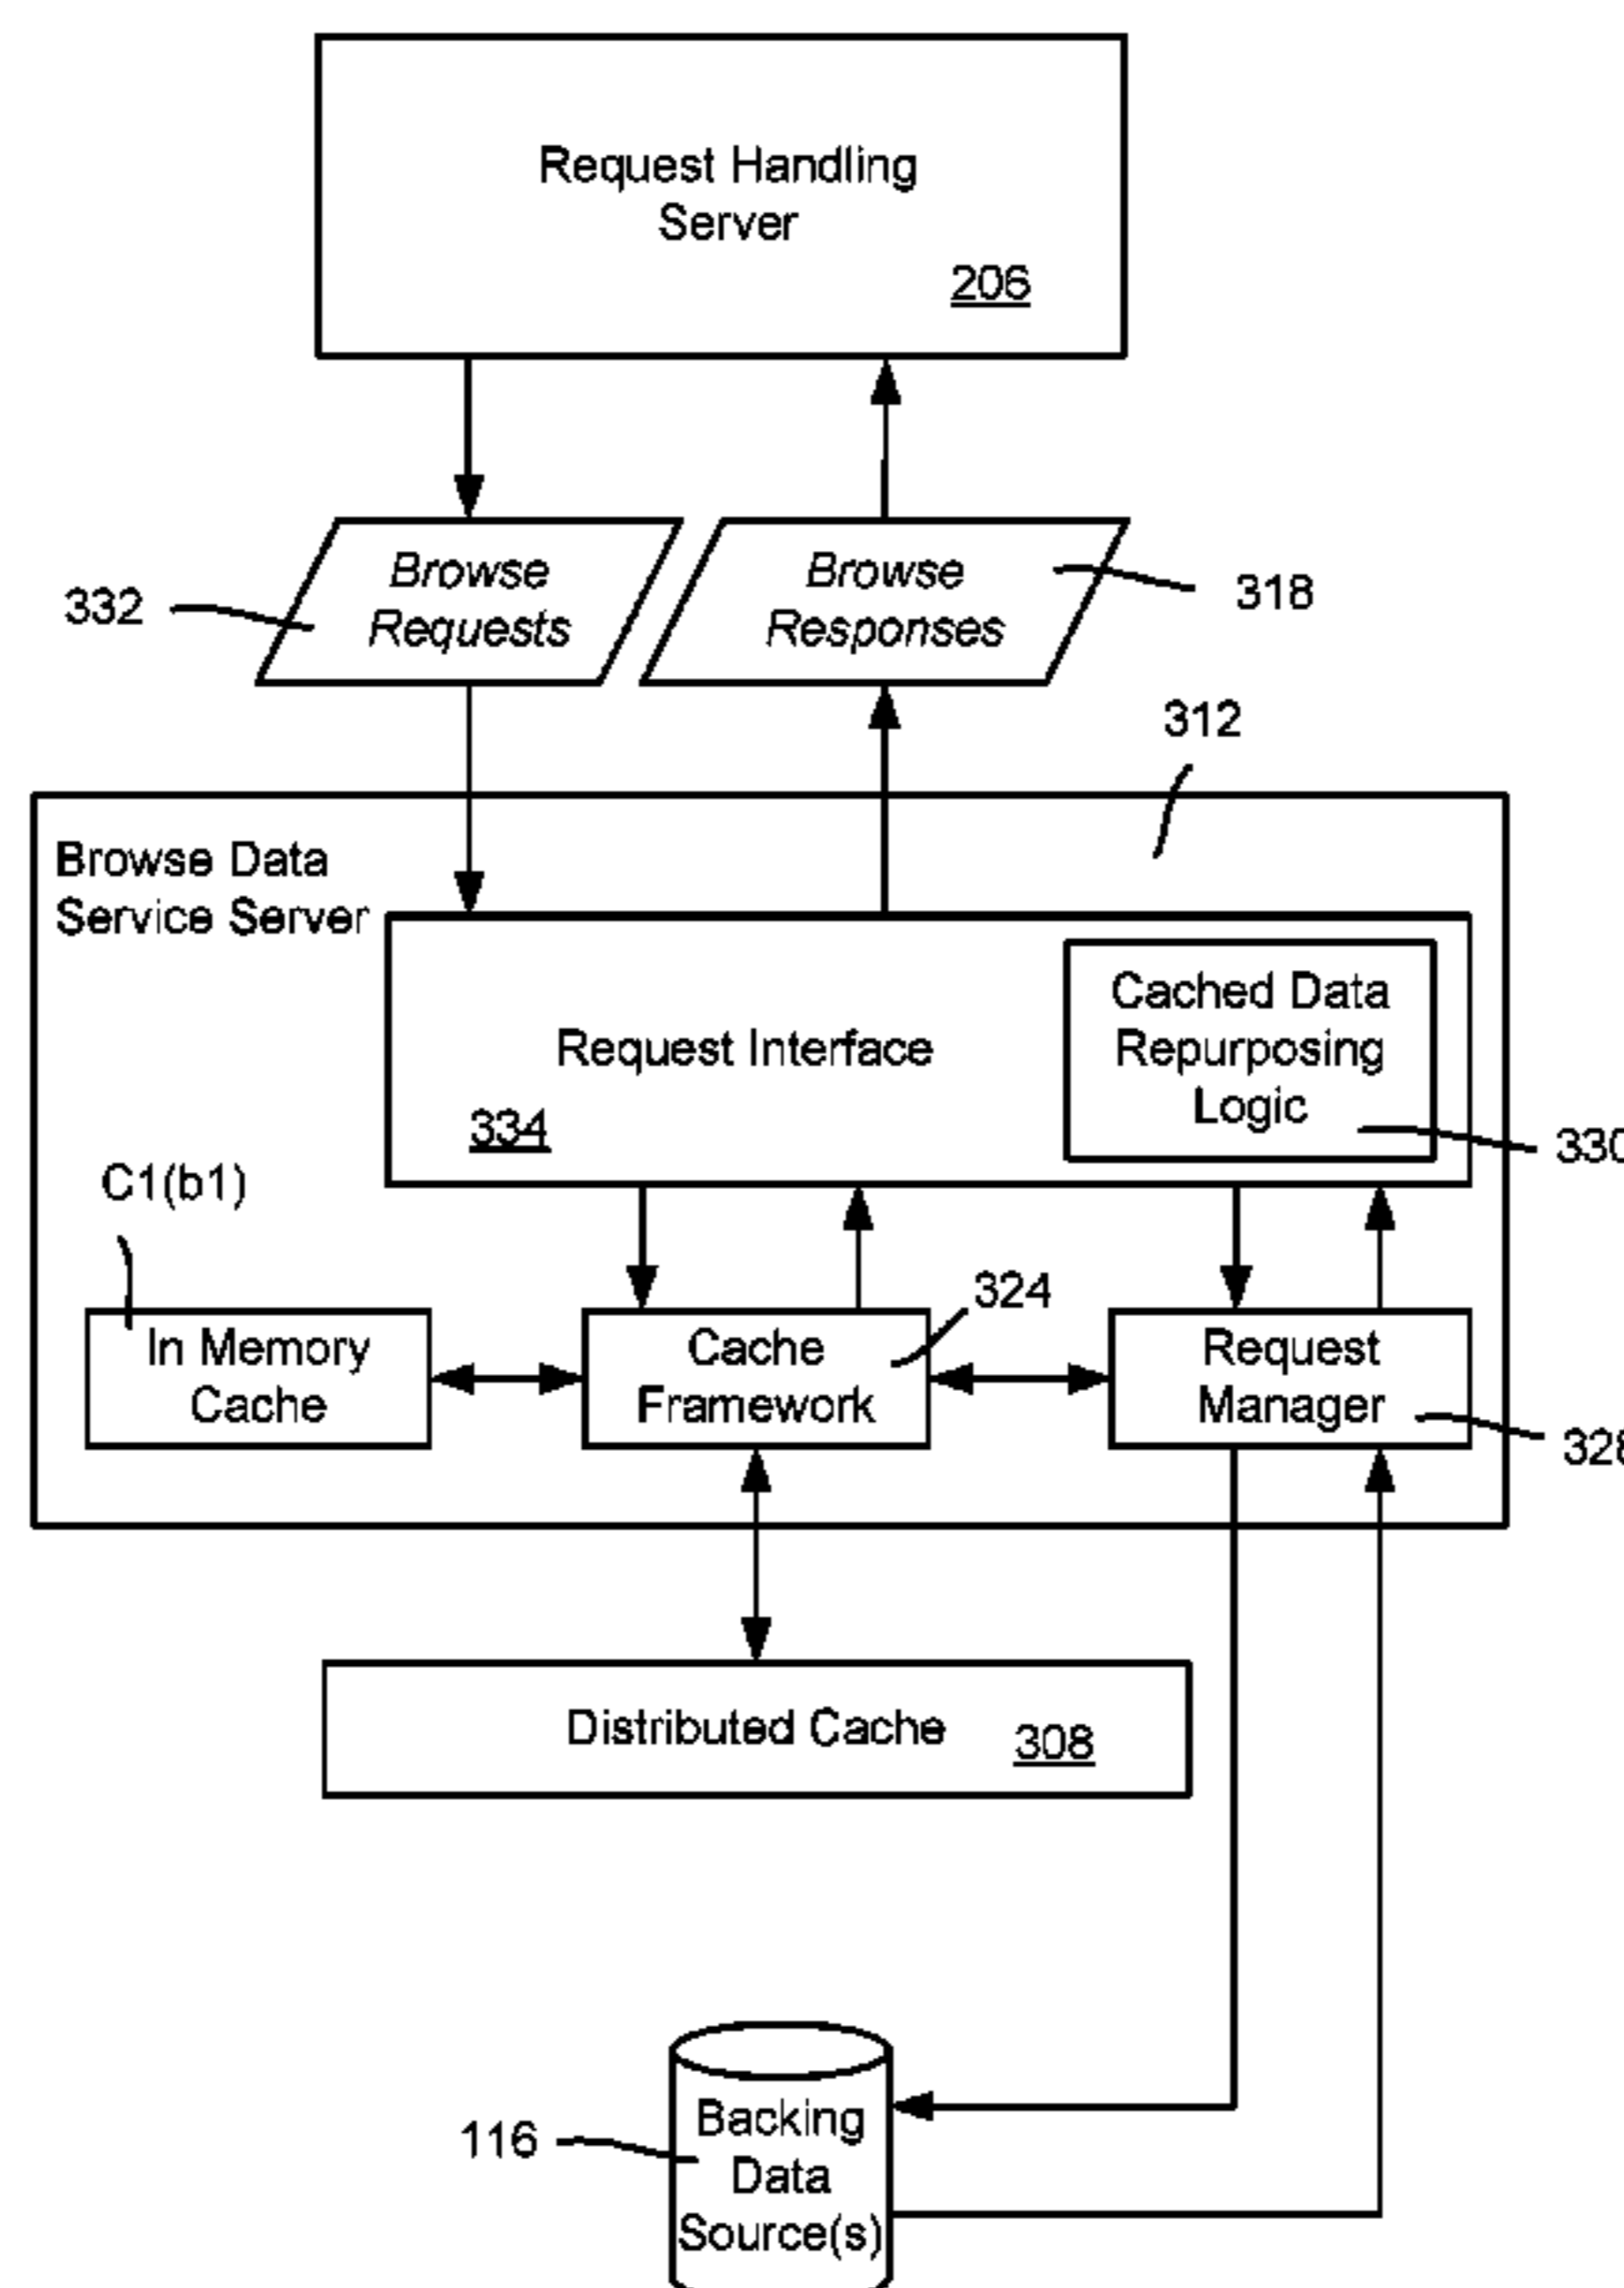 Request Handling
Server
206
Browse
Requests
332
Browse
Responses
318
312
Browse Data
Service Server
Request Interface
334
Cached Data
Repurposing
Logic
330
C1(b1)
In Memory
Cache
Cache
Framework
324
Request
Manager
328
Distributed Cache
308
116
Backing
Data
Source(s)